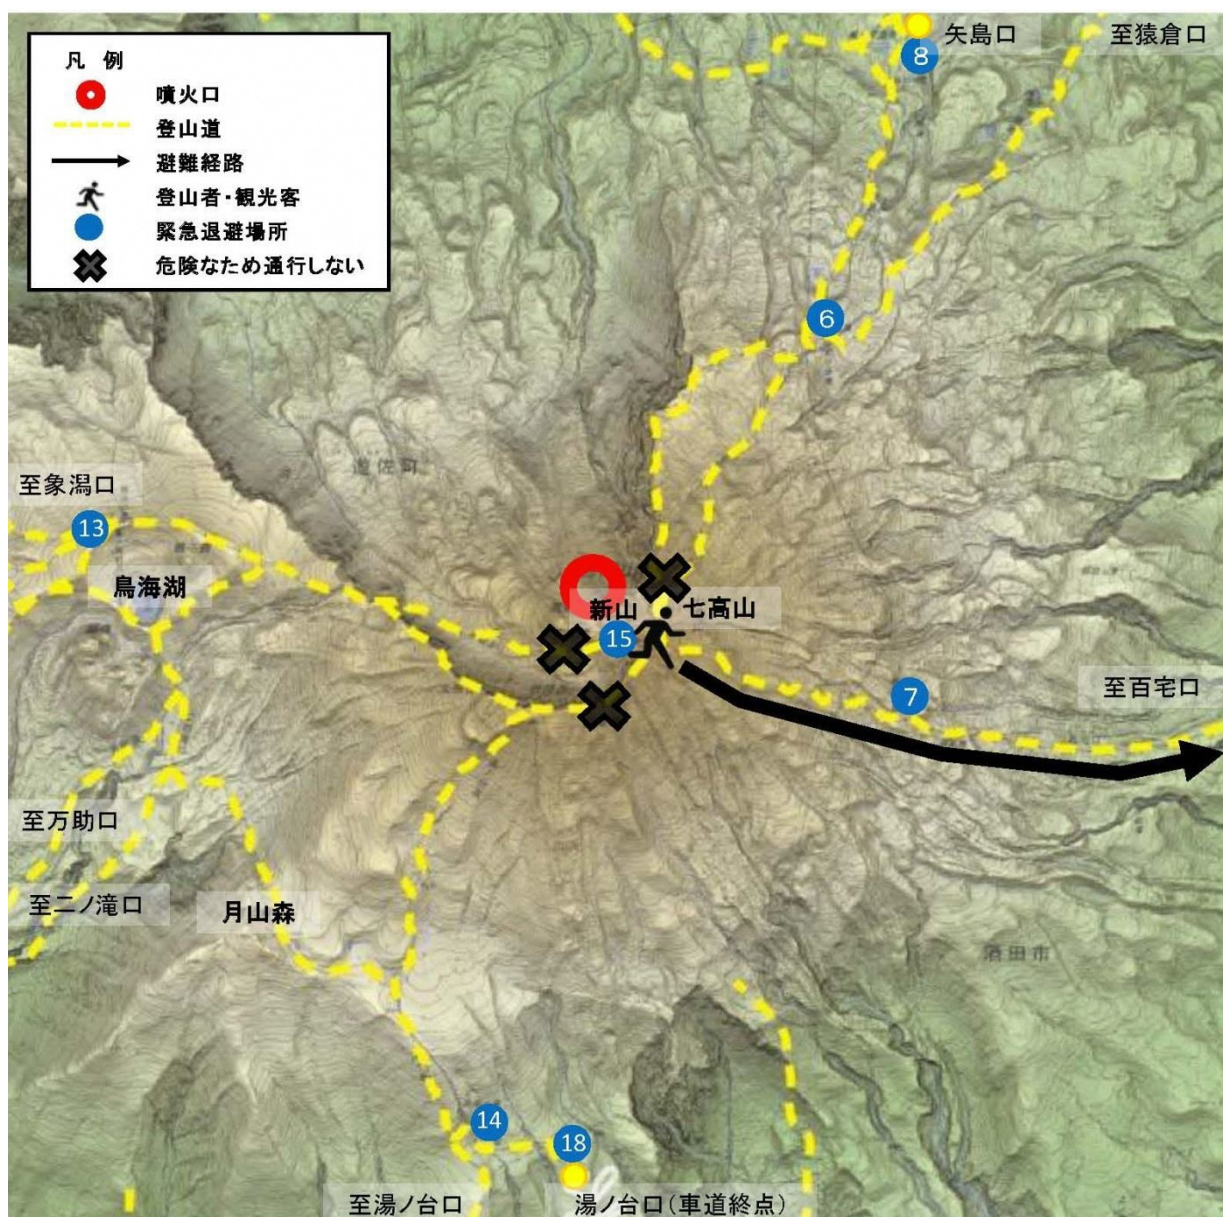 凡 例
噴火口
登山道
避難経路
登山者・観光客
緊急退避場所
危険なため通行しない
矢島口
至猿倉口
8
6
遊佐町
至象潟口
13
鳥海湖
新山
七高山
15
7
至百宅口
至万助口
至二ノ滝口
月山森
酒田市
14
18
至湯ノ台口
湯ノ台口(車道終点)